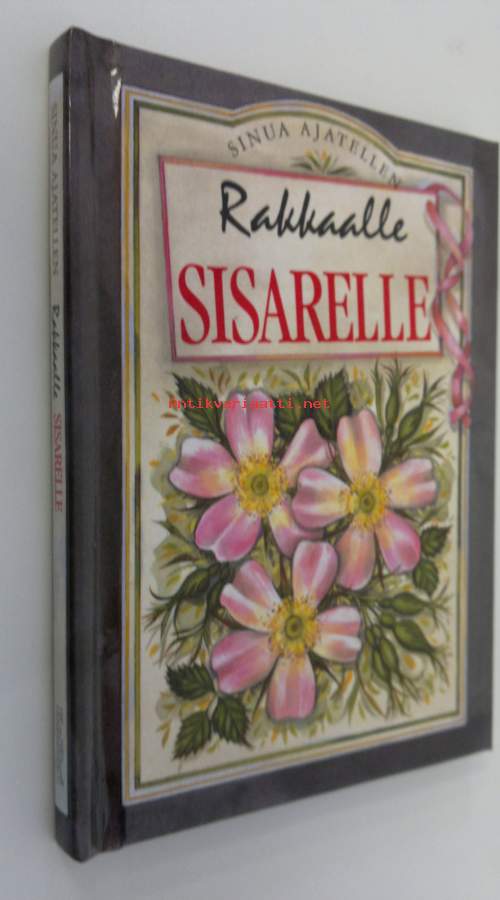 SINUA AJATELLEN
Rakkaalle
SISARELLE
Antikvariaatti.net
SINUA AJATELLEN Rakkaalle SISARELLE